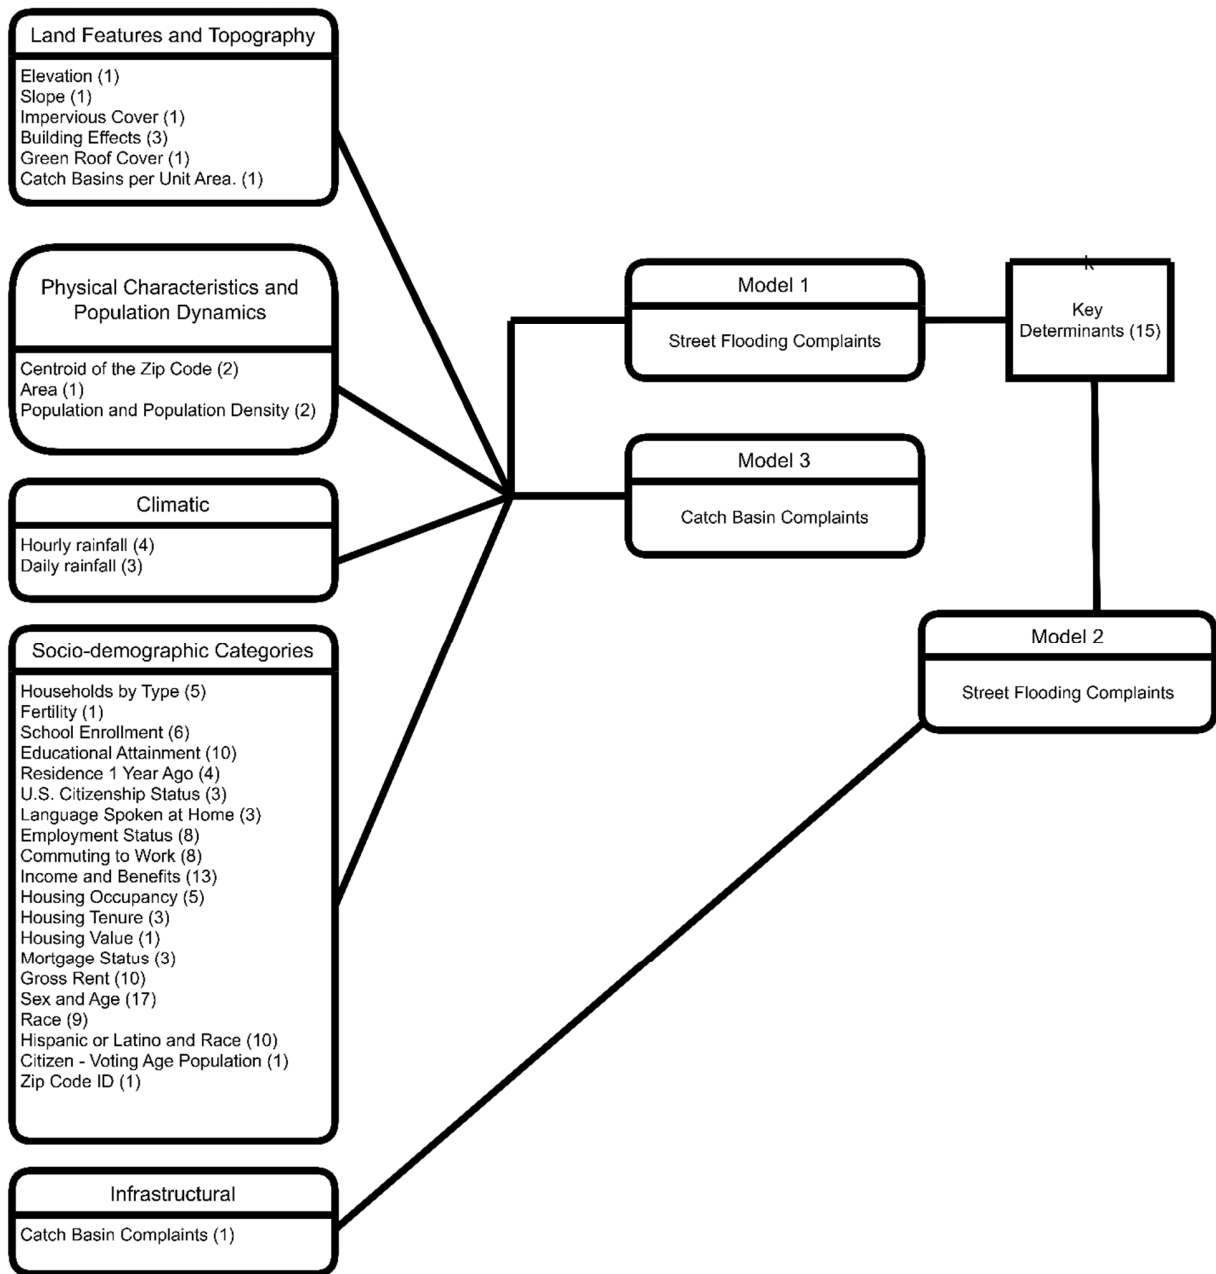 Land Features and Topography
Elevation (1)
Slope (1)
Impervious Cover (1)
Building Effects (3)
Green Roof Cover (1)
Catch Basins per Unit Area. (1)
Physical Characteristics and
Population Dynamics
Centroid of the Zip Code (2)
Area (1)
Population and Population Density (2)
Climatic
Hourly rainfall (4)
Daily rainfall (3)
Socio-demographic Categories
Households by Type (5)
Fertility (1)
School Enrollment (6)
Educational Attainment (10)
Residence 1 Year Ago (4)
U.S. Citizenship Status (3)
Language Spoken at Home (3)
Employment Status (8)
Commuting to Work (8)
Income and Benefits (13)
Housing Occupancy (5)
Housing Tenure (3)
Housing Value (1)
Mortgage Status (3)
Gross Rent (10)
Sex and Age (17)
Race (9)
Hispanic or Latino and Race (10)
Citizen - Voting Age Population (1)
Zip Code ID (1)
Infrastructural
Catch Basin Complaints (1)
Model 1
Street Flooding Complaints
Model 3
Catch Basin Complaints
k
Key
Determinants (15)
Model 2
Street Flooding Complaints